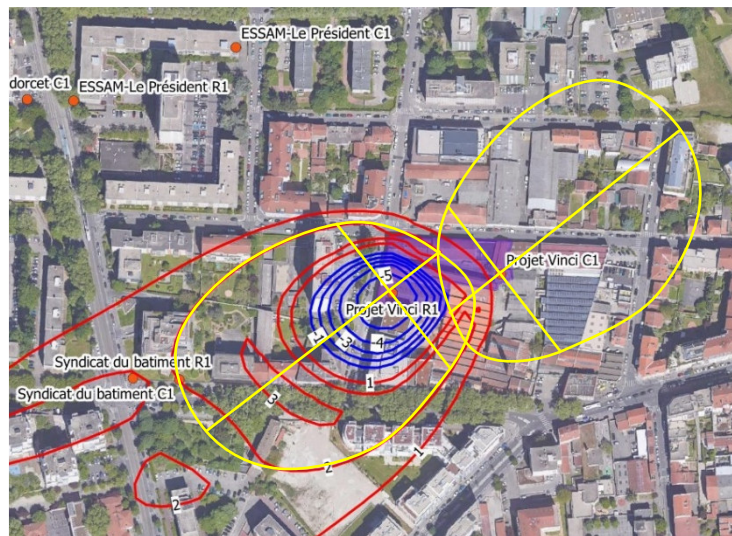 ESSAM-Le Président C1
dorcet C1
ESSAM-Le Président R1
Projet Vinci C1
-5
Projet Vinci R1
-1
-3
4
Syndicat du batiment R1
1
Syndicat du batiment C1
3
1
2
2